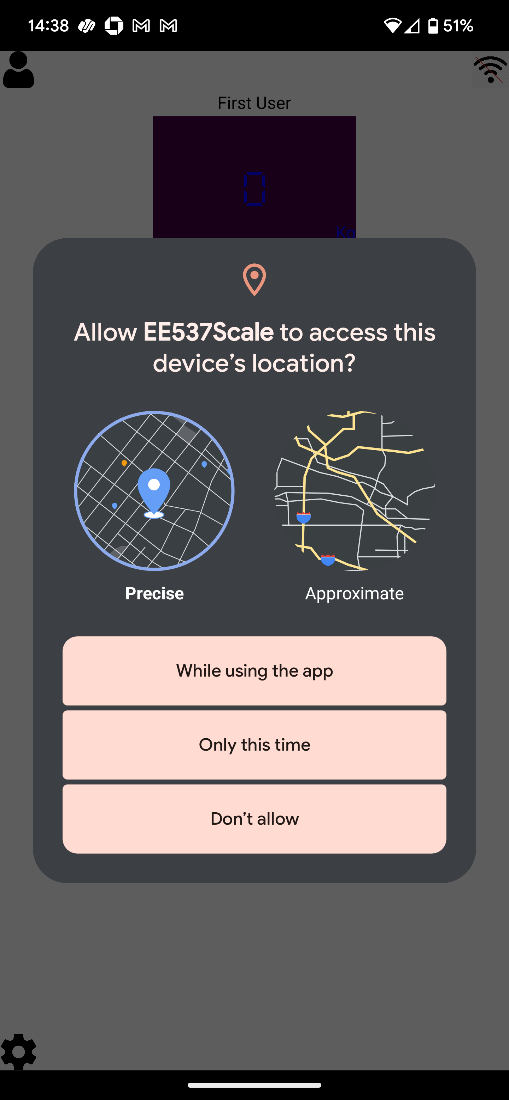 14:38
51%
First User
0
Allow EE537Scale to access this
device's location?
Precise
Approximate
While using the app
Only this time
Don't allow